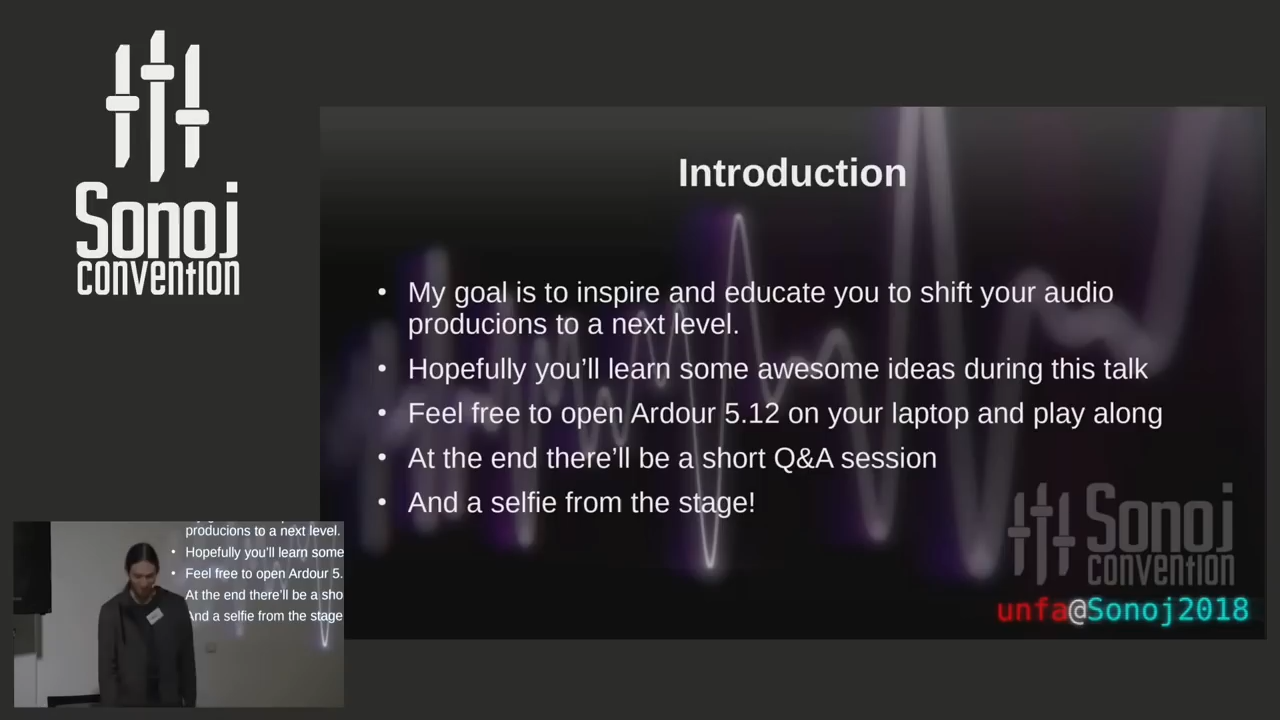 Sonoj
convention
Introduction
• My goal is to inspire and educate you to shift your audio
producions to a next level.
• Hopefully you’ll learn some awesome ideas during this talk
• Feel free to open Ardour 5.12 on your laptop and play along
• At the end there’ll be a short Q&A session
• And a selfie from the stage!
Sonoj
convention
unfa@Sonoj2018
producions to a next level.
• Hopefully you’ll learn some
• Feel free to open Ardour 5.
At the end there’ll be a sho
And a selfie from the stage